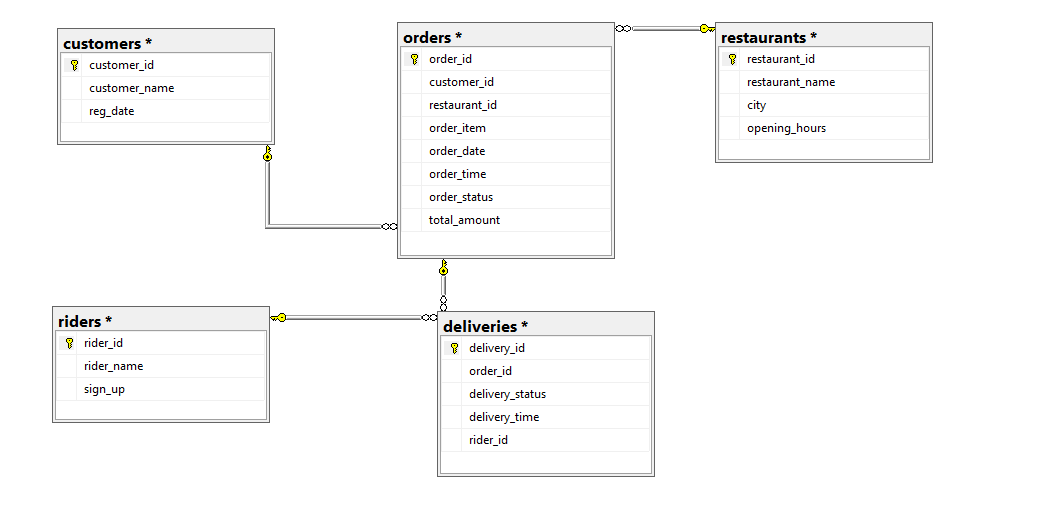 customers *
customer_id
customer_name
reg_date
orders *
order_id
customer_id
restaurant_id
order_item
order_date
order_time
order_status
total_amount
restaurants *
restaurant_id
restaurant_name
city
opening_hours
riders *
rider_id
rider_name
sign_up
deliveries *
delivery_id
order_id
delivery_status
delivery_time
rider_id